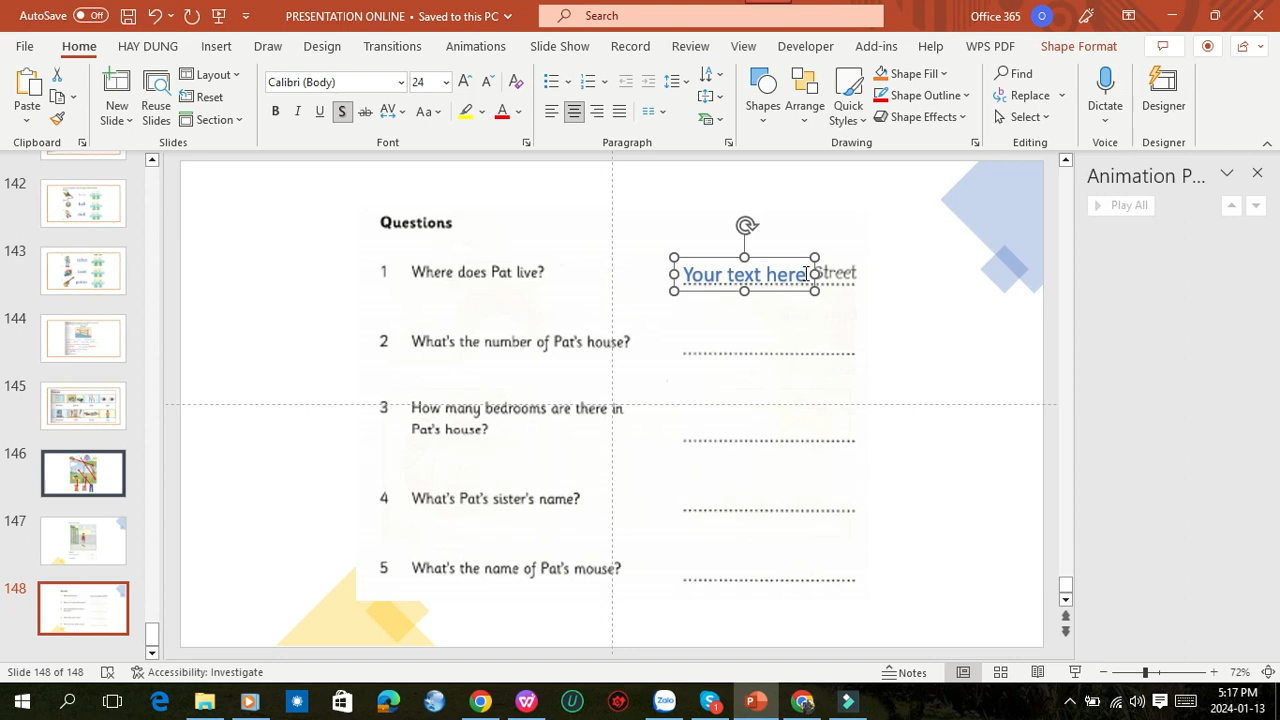 AutoSave Off PRESENTATION ONLINE - Saved to this PC Search Office 365
File Home HAY DUNG Insert Draw Design Transitions Animations Slide Show Record Review View Developer Add-ins Help WPS PDF Shape Format
Paste New Slide Reuse Slides Layout Reset Section Calibri (Body) 24 Shapes Arrange Quick Styles Shape Fill Shape Outline Shape Effects Find Replace Select Dictate Designer
Clipboard Slides Font Paragraph Drawing Editing Voice Designer
142
143
144
145
146
147
148
Animation P...
Play All
Questions
1 Where does Pat live? Your text here Street
2 What's the number of Pat's house?
3 How many bedrooms are there in
Pat's house?
4 What's Pat's sister's name?
5 What's the name of Pat's mouse?
Slide 148 of 148 Accessibility: Investigate Notes 72%
Zalo 1 5:17 PM
2024-01-13